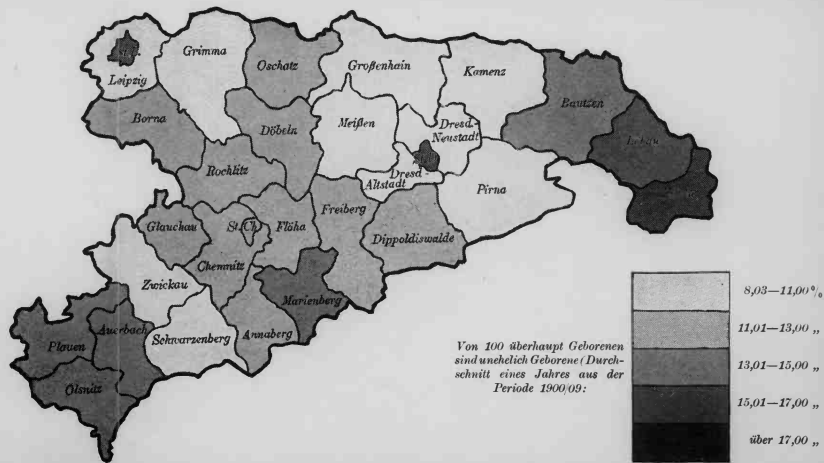 St. L.
Leipzig
Grimma
Oschatz
Großenhain
Kamenz
Bautzen
Löbau
Borna
Döbeln
Meißen
Dresd.-
Neustadt
Dresd.-
Altstadt
Rochlitz
Pirna
Freiberg
Dippoldiswalde
Glauchau
St. Ch.
Flöha
Chemnitz
Zwickau
Marienberg
Plauen
Auerbach
Schwarzenberg
Annaberg
Ölsnitz
Von 100 überhaupt Geborenen
sind unehelich Geborene (Durch-
schnitt eines Jahres aus der
Periode 1900/09:
8,03—11,00 %
11,01—13,00 „
13,01—15,00 „
15,01—17,00 „
über 17,00 „